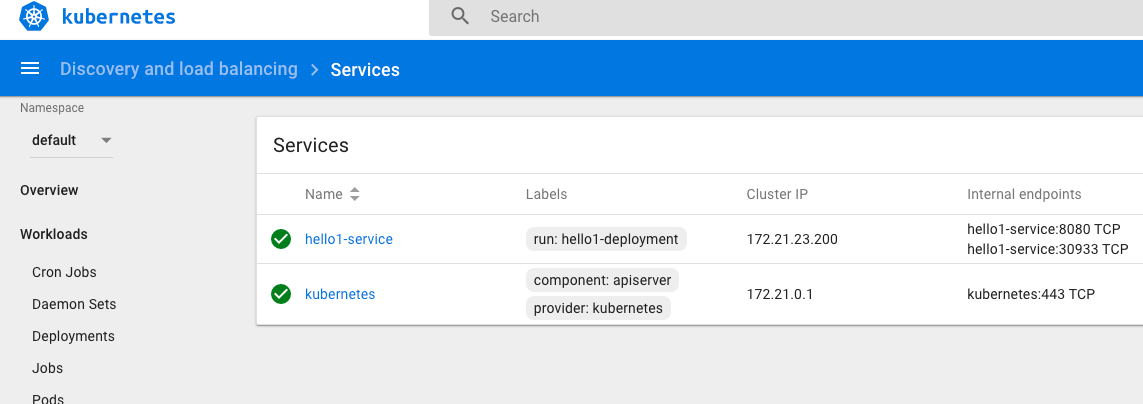 kubernetes
Search
Discovery and load balancing > Services
Namespace
default
Overview
Workloads
Cron Jobs
Daemon Sets
Deployments
Jobs
Pods
Services
Name Labels Cluster IP Internal endpoints
hello1-service run: hello1-deployment 172.21.23.200 hello1-service:8080 TCP
hello1-service:30933 TCP
component: apiserver
kubernetes 172.21.0.1 kubernetes:443 TCP
provider: kubernetes